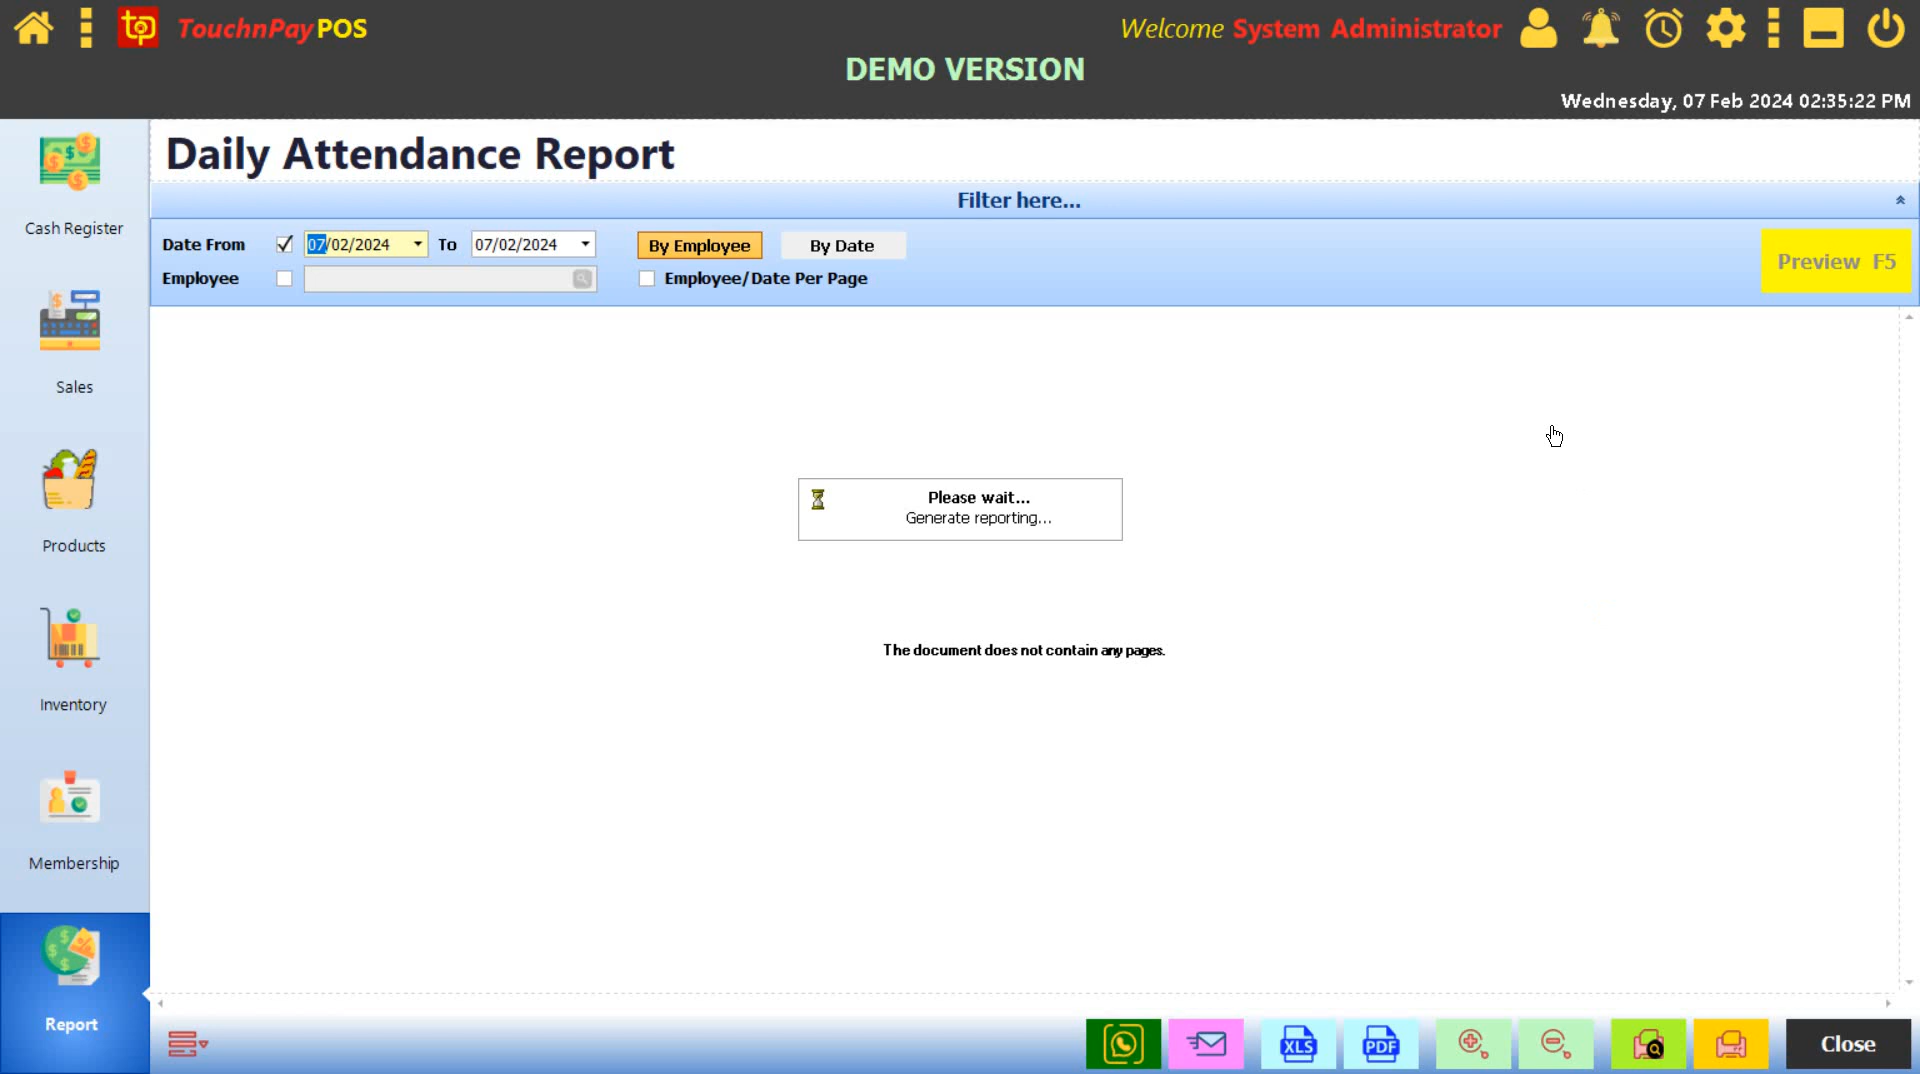 tp TouchnPay POS
Welcome System Administrator
DEMO VERSION
Wednesday, 07 Feb 2024 02:35:22 PM
Cash Register
Sales
Products
Inventory
Membership
Report
Daily Attendance Report
Filter here...
Date From 07/02/2024 To 07/02/2024 By Employee By Date
Employee Employee/Date Per Page
Preview F5
Please wait...
Generate reporting...
The document does not contain any pages.
XLS PDF Close